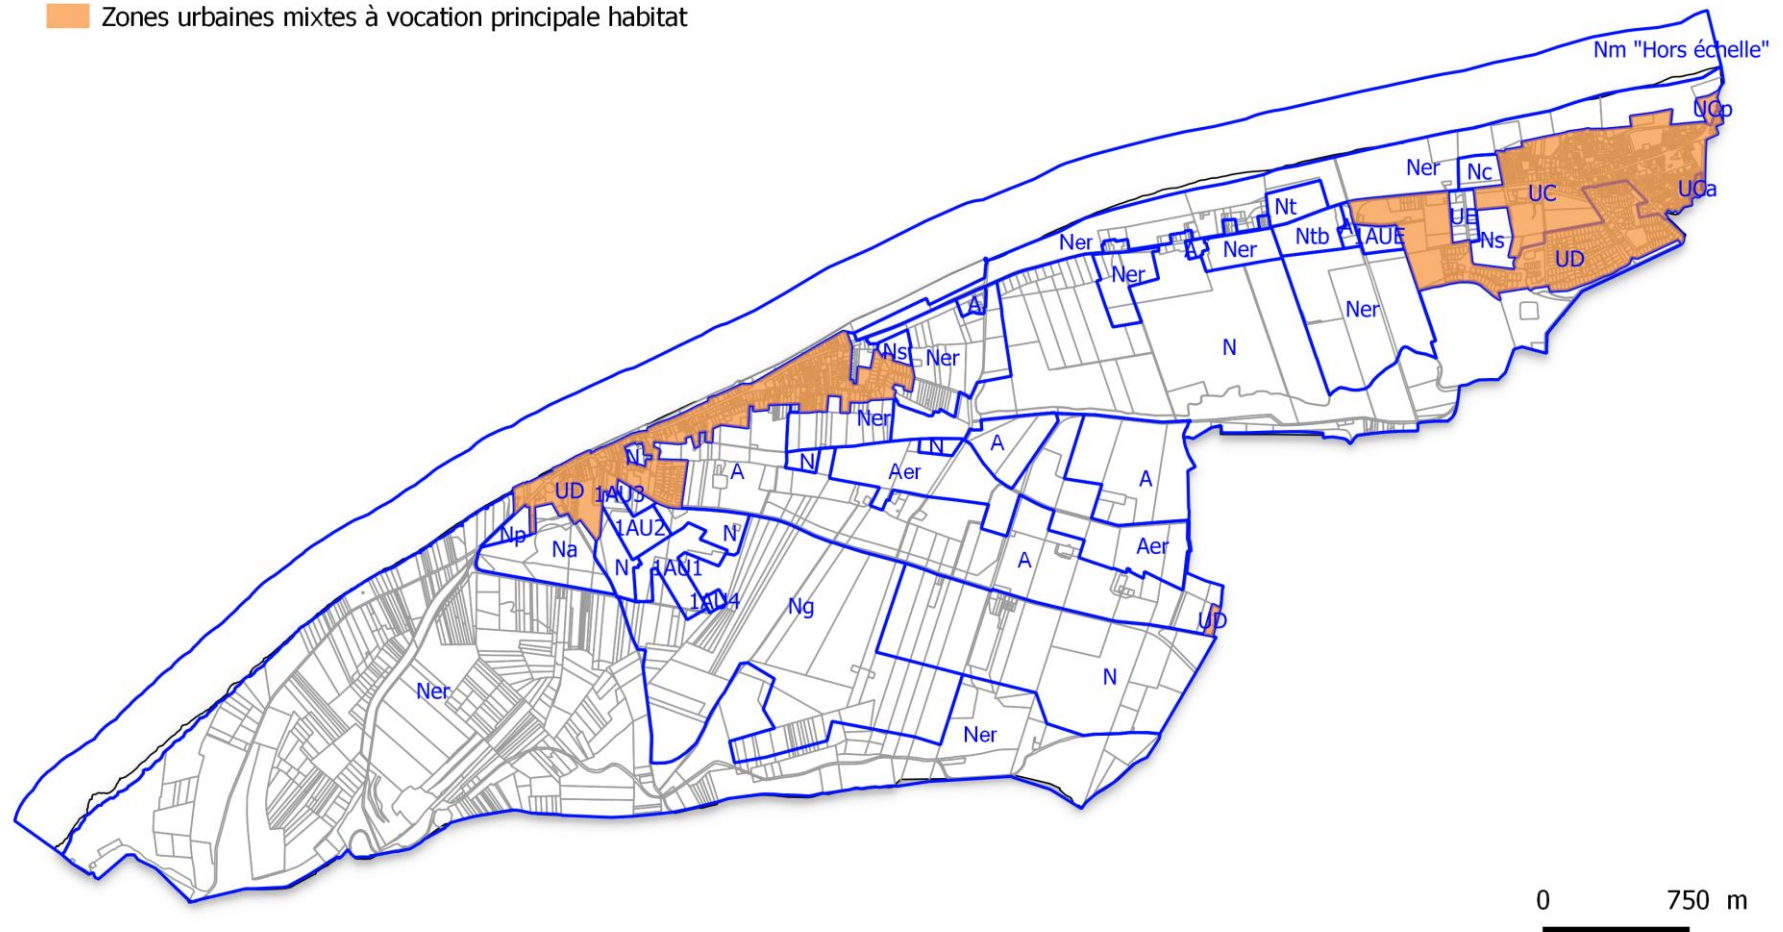 Zones urbaines mixtes à vocation principale habitat
Nm "Hors échelle"
UCp
Ner
Nc
UCa
UC
Nt
UE
Ns
A
1AUE
Ntb
Ner
A
Ner
UD
Ner
Ner
A
N
Ns
Ner
Ner
N
A
N
N
A
Aer
A
UD
1AU3
1AU2
N
Np
Na
Aer
A
N
1AU1
1AU4
Ng
UD
N
Ner
Ner
0 750 m